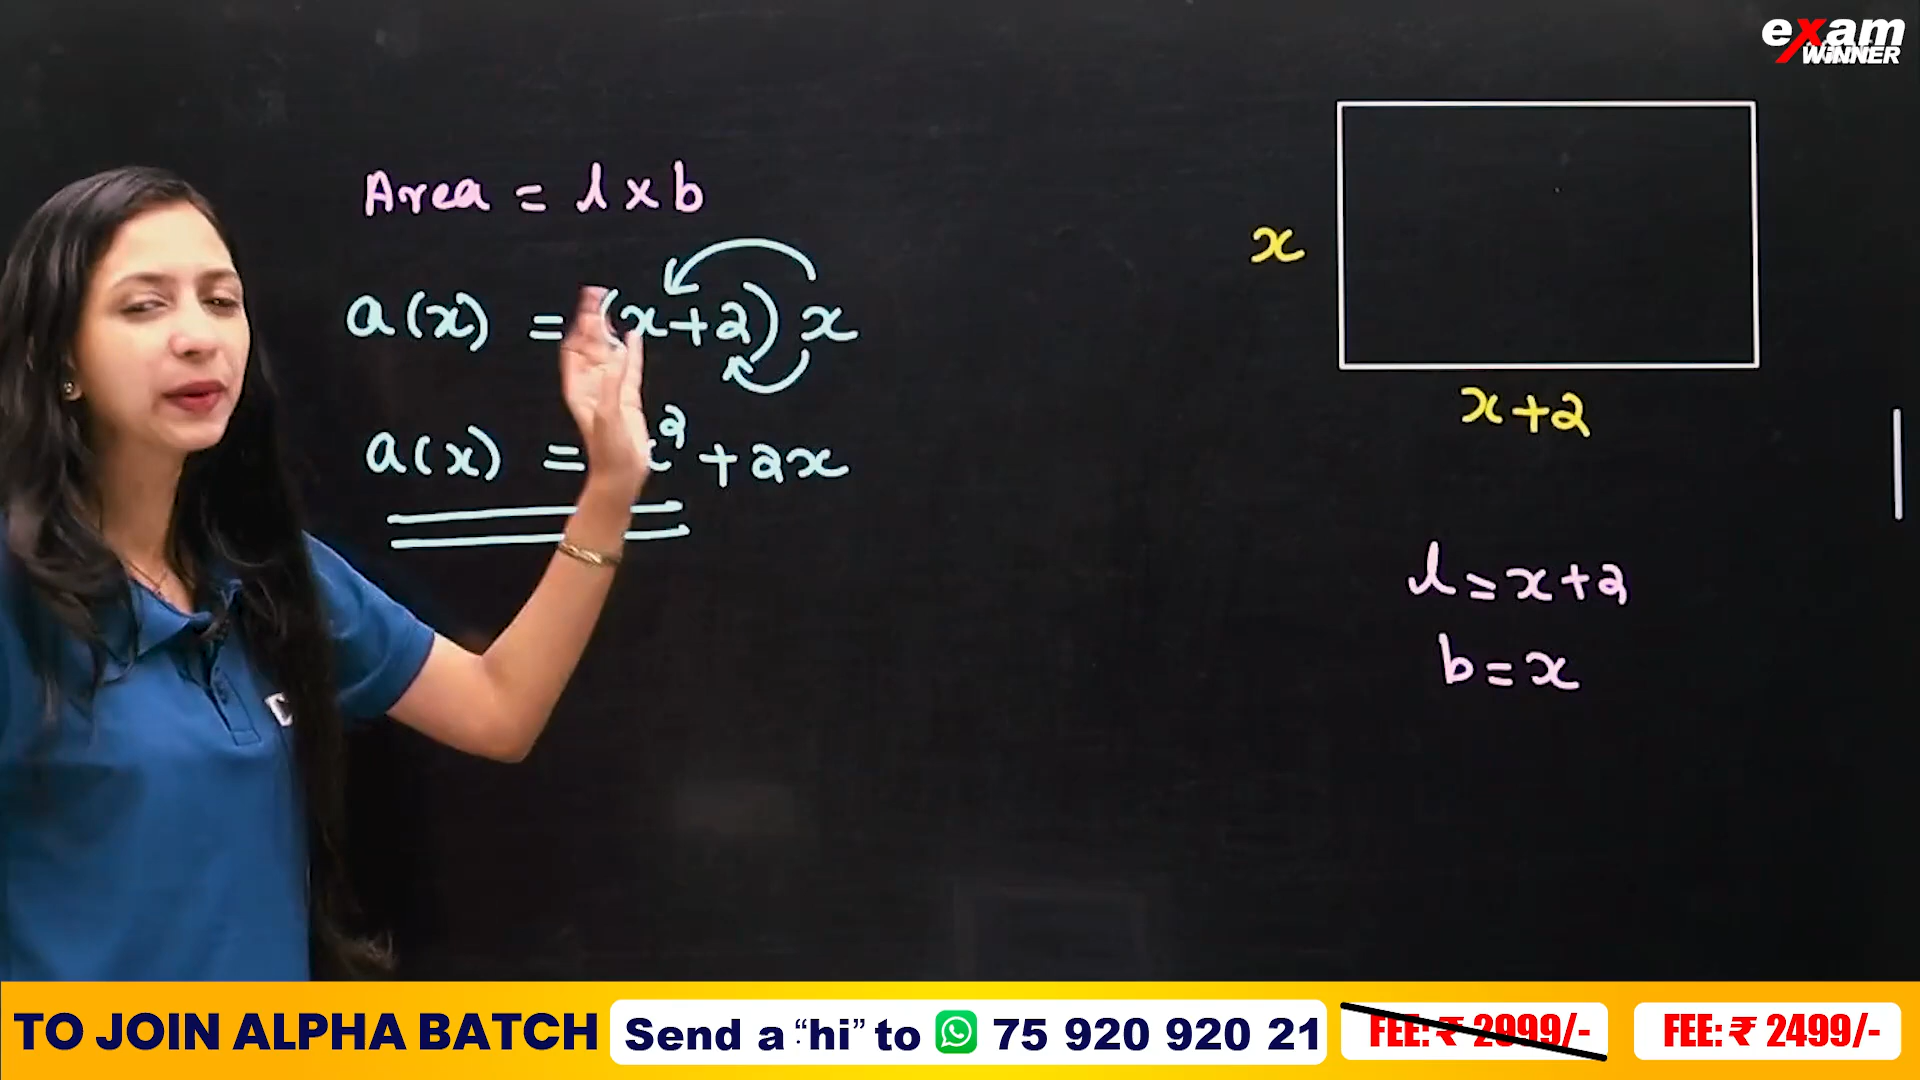 exam
WINNER
Area = l x b
a(x) = (x+2) x
a(x) = x² + 2x
x
x+2
l = x+2
b = x
TO JOIN ALPHA BATCH
Send a “hi” to 75 920 920 21
FEE: ₹ 2999/-
FEE: ₹ 2499/-